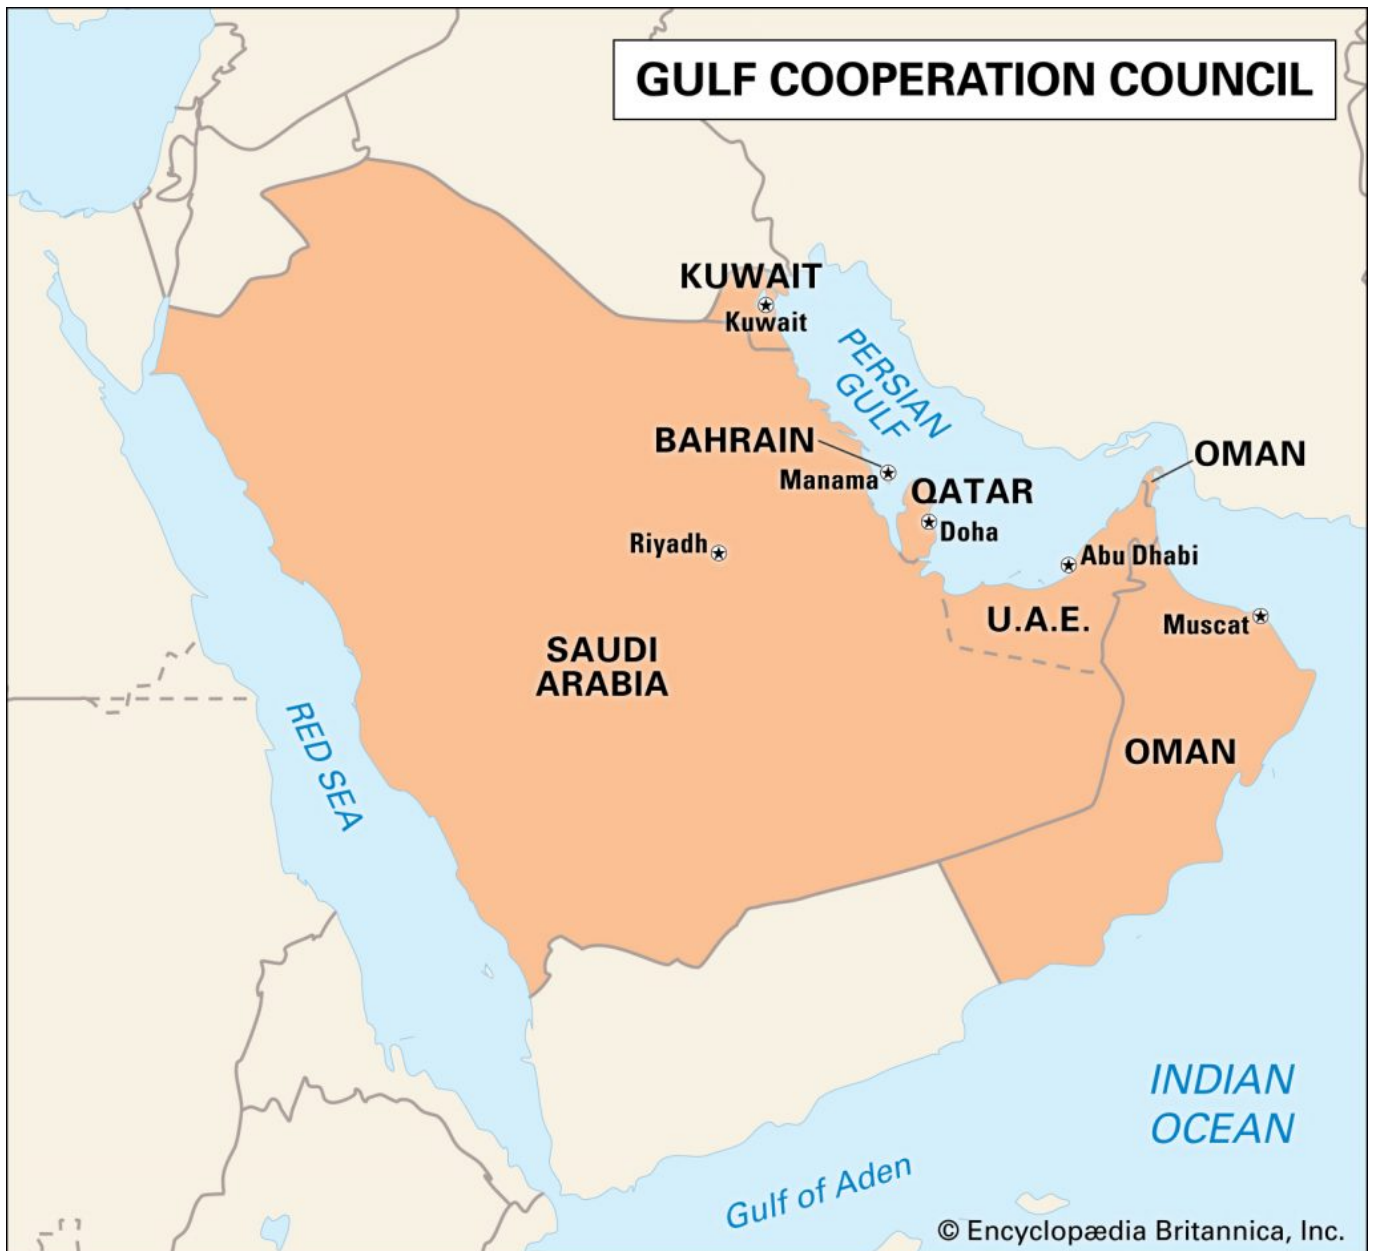 GULF COOPERATION COUNCIL
KUWAIT
Kuwait
PERSIAN
GULF
BAHRAIN
Manama
QATAR
Doha
OMAN
Riyadh
Abu Dhabi
U.A.E.
Muscat
SAUDI
ARABIA
OMAN
RED SEA
INDIAN
OCEAN
Gulf of Aden
© Encyclopædia Britannica, Inc.